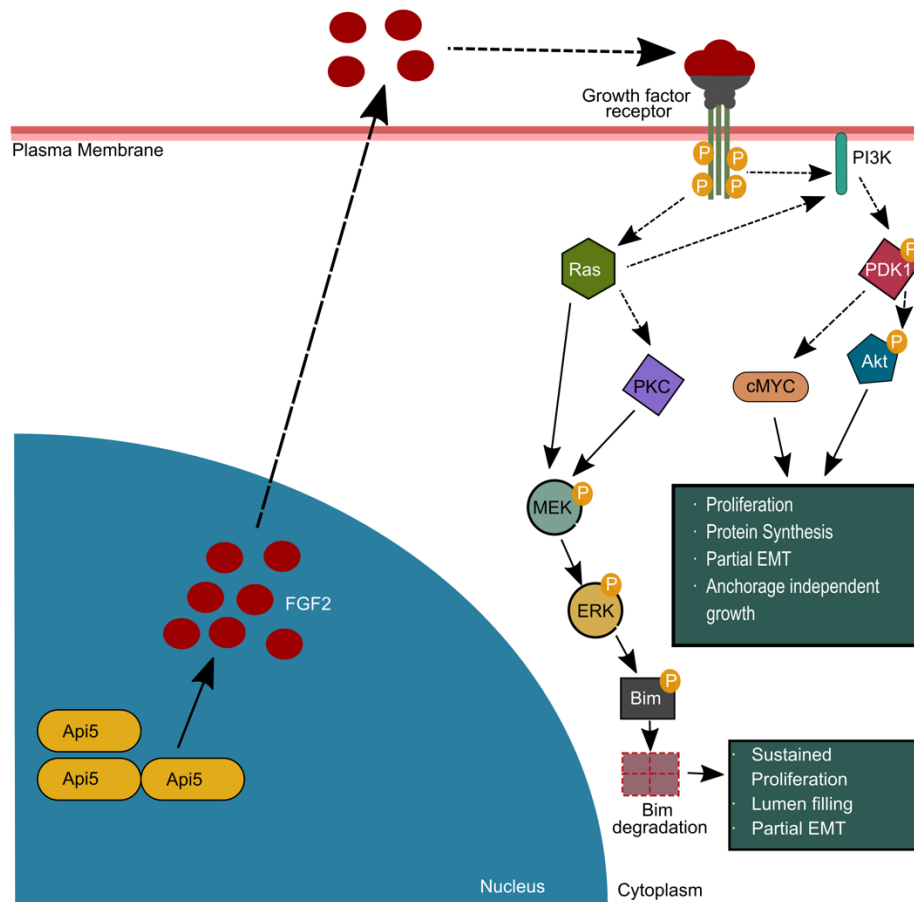 Growth factor
receptor
Plasma Membrane
P
P
P
P
PI3K
Ras
P
PDK1
PKC
cMYC
P
Akt
MEK
P
· Proliferation
· Protein Synthesis
· Partial EMT
· Anchorage independent
growth
FGF2
P
ERK
P
Bim
Api5
Api5
Api5
Bim
degradation
· Sustained
Proliferation
· Lumen filling
· Partial EMT
Nucleus
Cytoplasm